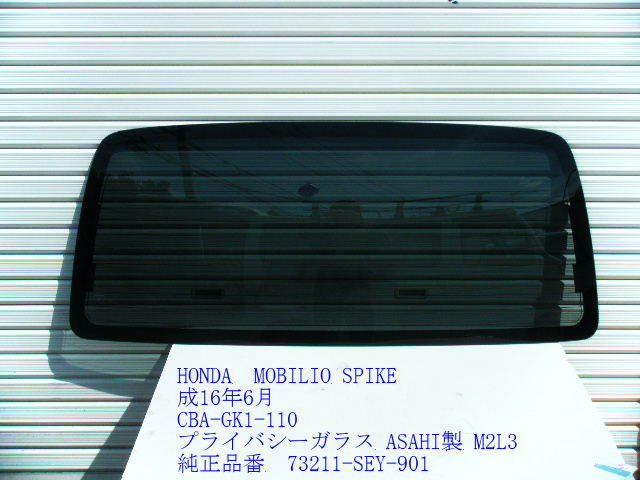 HONDA MOBILIO SPIKE
成16年6月
CBA-GK1-110
プライバシーガラス ASAHI製 M2L3
純正品番 73211-SEY-901